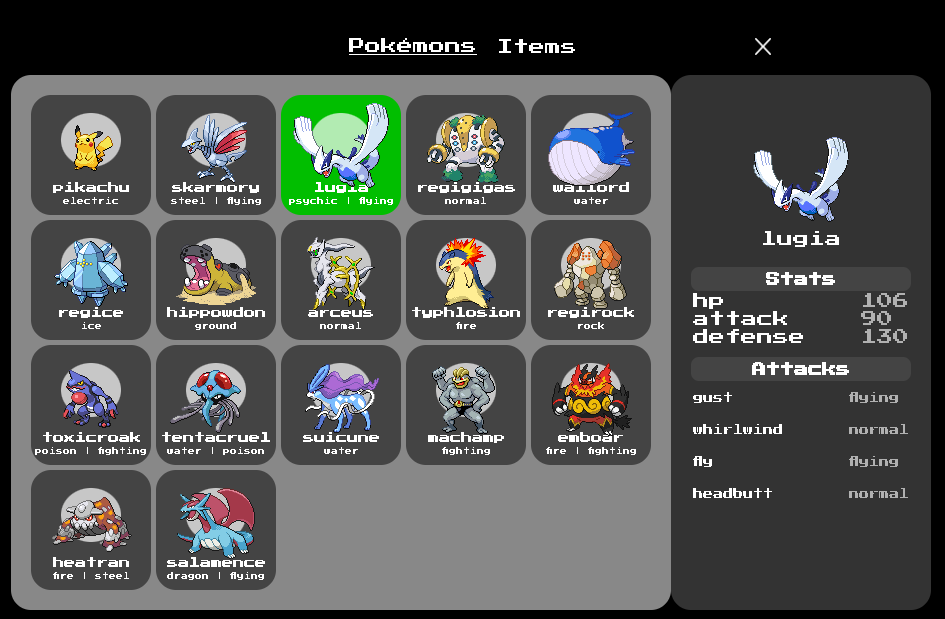 Pokémons Items
pikachu
electric
skarmory
steel | flying
lugia
psychic | flying
regigigas
normal
wailord
water
regice
ice
hippowdon
ground
arceus
normal
typhlosion
fire
regirock
rock
toxicroak
poison | fighting
tentacruel
water | poison
suicune
water
machamp
fighting
emboar
fire | fighting
heatran
fire | steel
salamence
dragon | flying
lugia
Stats
hp 106
attack 90
defense 130
Attacks
gust flying
whirlwind normal
fly flying
headbutt normal